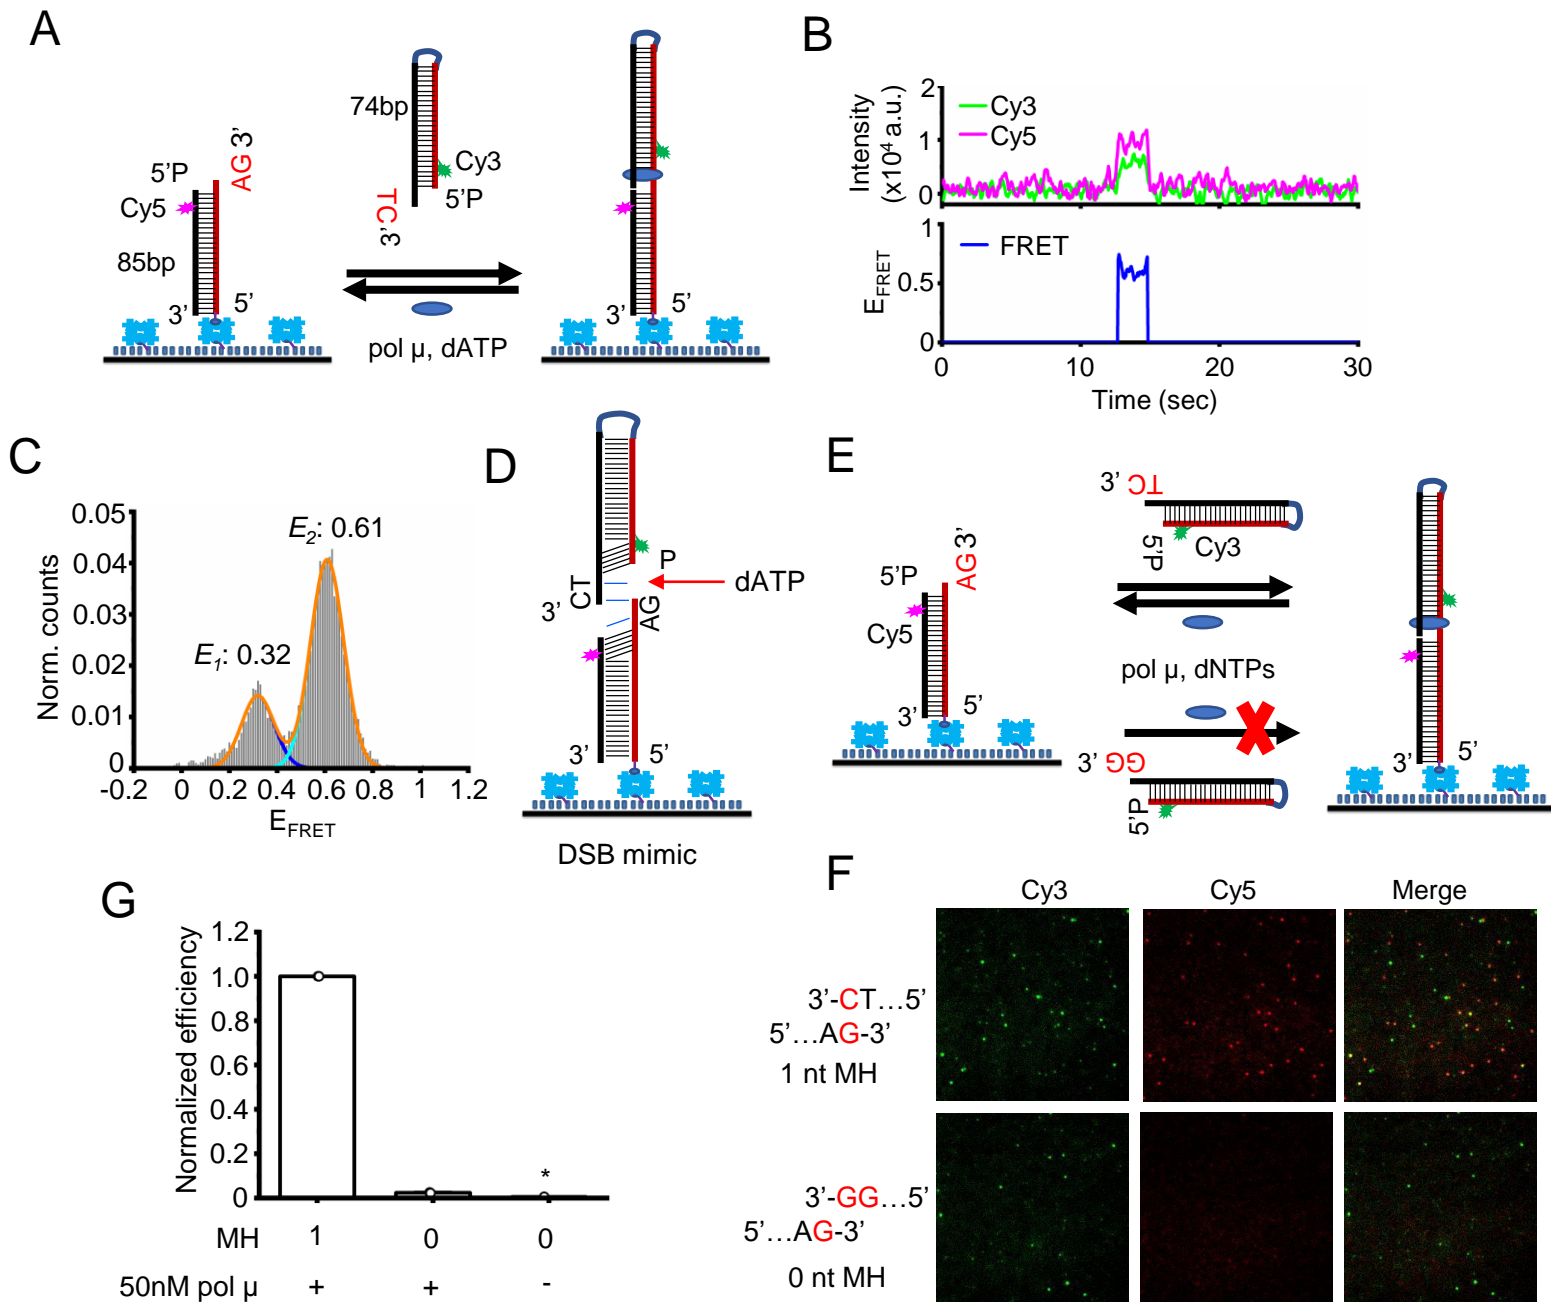 A
74bp
AG 3'
5'P
Cy5
85bp
3'
5'
Cy3
5'P
TC
3'
pol µ, dATP
3'
5'
B
Intensity
(x10⁴ a.u.)
2
1
0
Cy3
Cy5
E_FRET
1
0.5
0
FRET
0
10
20
30
Time (sec)
C
Norm. counts
0.05
0.04
0.03
0.02
0.01
0
E₁: 0.32
E₂: 0.61
-0.2
0
0.2
0.4
0.6
0.8
1
1.2
E_FRET
D
P
dATP
CT
3'
AG
3'
5'
DSB mimic
E
5'P
AG 3'
Cy5
3'
5'
3' TC
5'P
Cy3
pol µ, dNTPs
3' GG
5'P
3'
5'
F
Cy3
Cy5
Merge
3'-CT…5'
5'…AG-3'
1 nt MH
3'-GG…5'
5'…AG-3'
0 nt MH
G
Normalized efficiency
1.2
1.0
0.8
0.6
0.4
0.2
0
*
MH
1
0
0
50nM pol µ
+
+
-